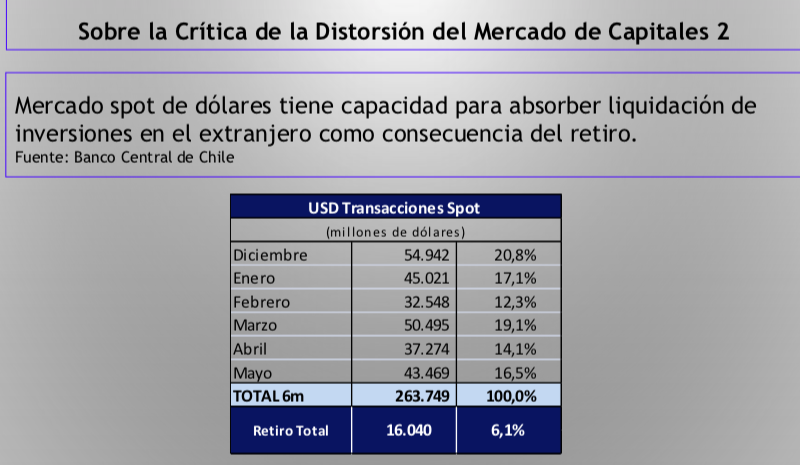 Sobre la Crítica de la Distorsión del Mercado de Capitales 2
Mercado spot de dólares tiene capacidad para absorber liquidación de
inversiones en el extranjero como consecuencia del retiro.
Fuente: Banco Central de Chile
USD Transacciones Spot
(millones de dólares)
Diciembre 54.942 20,8%
Enero 45.021 17,1%
Febrero 32.548 12,3%
Marzo 50.495 19,1%
Abril 37.274 14,1%
Mayo 43.469 16,5%
TOTAL 6m 263.749 100,0%
Retiro Total 16.040 6,1%